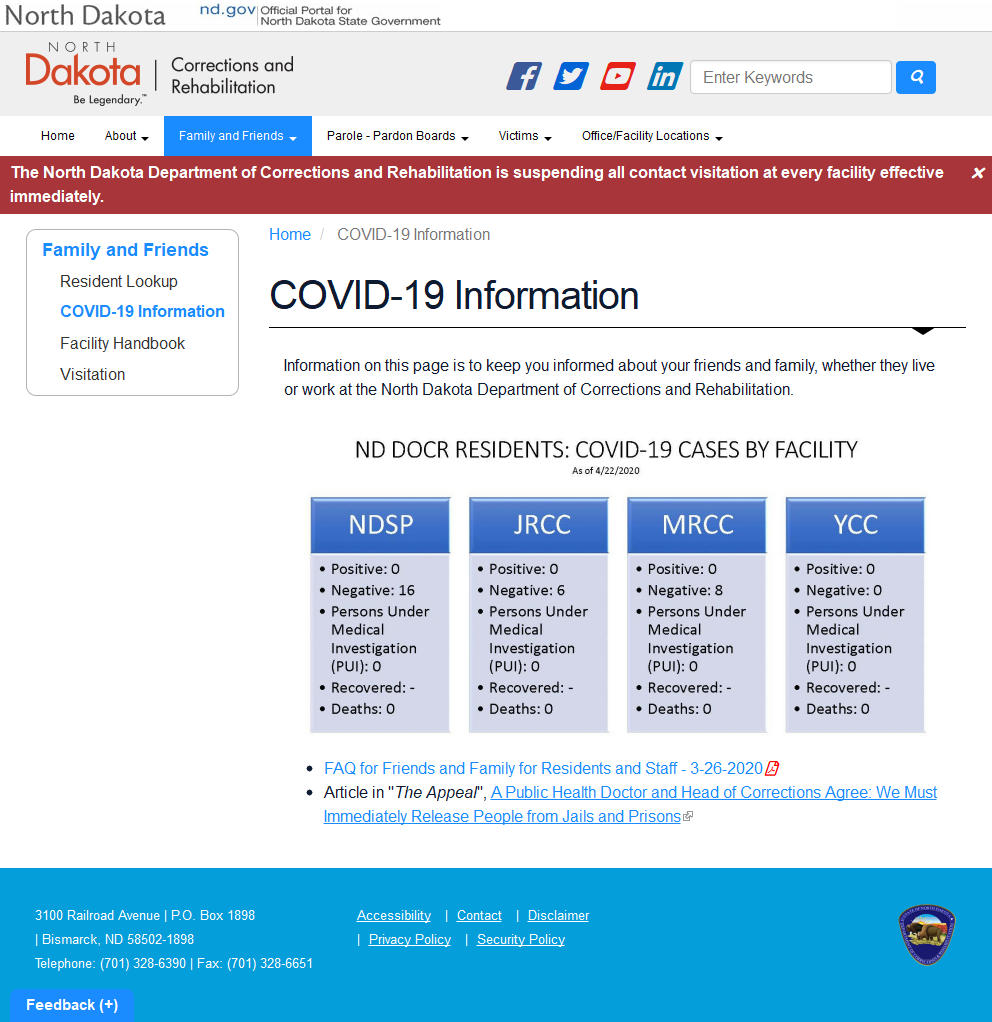 North Dakota
nd.gov
Official Portal for
North Dakota State Government
NORTH
Dakota
Be Legendary.™
Corrections and
Rehabilitation
Enter Keywords
Home About Family and Friends Parole - Pardon Boards Victims Office/Facility Locations
The North Dakota Department of Corrections and Rehabilitation is suspending all contact visitation at every facility effective
immediately.
Family and Friends
Resident Lookup
COVID-19 Information
Facility Handbook
Visitation
Home / COVID-19 Information
COVID-19 Information
Information on this page is to keep you informed about your friends and family, whether they live
or work at the North Dakota Department of Corrections and Rehabilitation.
ND DOCR RESIDENTS: COVID-19 CASES BY FACILITY
As of 4/22/2020
NDSP
• Positive: 0
• Negative: 16
• Persons Under
Medical
Investigation
(PUI): 0
• Recovered: -
• Deaths: 0
JRCC
• Positive: 0
• Negative: 6
• Persons Under
Medical
Investigation
(PUI): 0
• Recovered: -
• Deaths: 0
MRCC
• Positive: 0
• Negative: 8
• Persons Under
Medical
Investigation
(PUI): 0
• Recovered: -
• Deaths: 0
YCC
• Positive: 0
• Negative: 0
• Persons Under
Medical
Investigation
(PUI): 0
• Recovered: -
• Deaths: 0
• FAQ for Friends and Family for Residents and Staff - 3-26-2020
• Article in "The Appeal", A Public Health Doctor and Head of Corrections Agree: We Must
Immediately Release People from Jails and Prisons
3100 Railroad Avenue | P.O. Box 1898
| Bismarck, ND 58502-1898
Telephone: (701) 328-6390 | Fax: (701) 328-6651
Accessibility | Contact | Disclaimer
| Privacy Policy | Security Policy
Feedback (+)